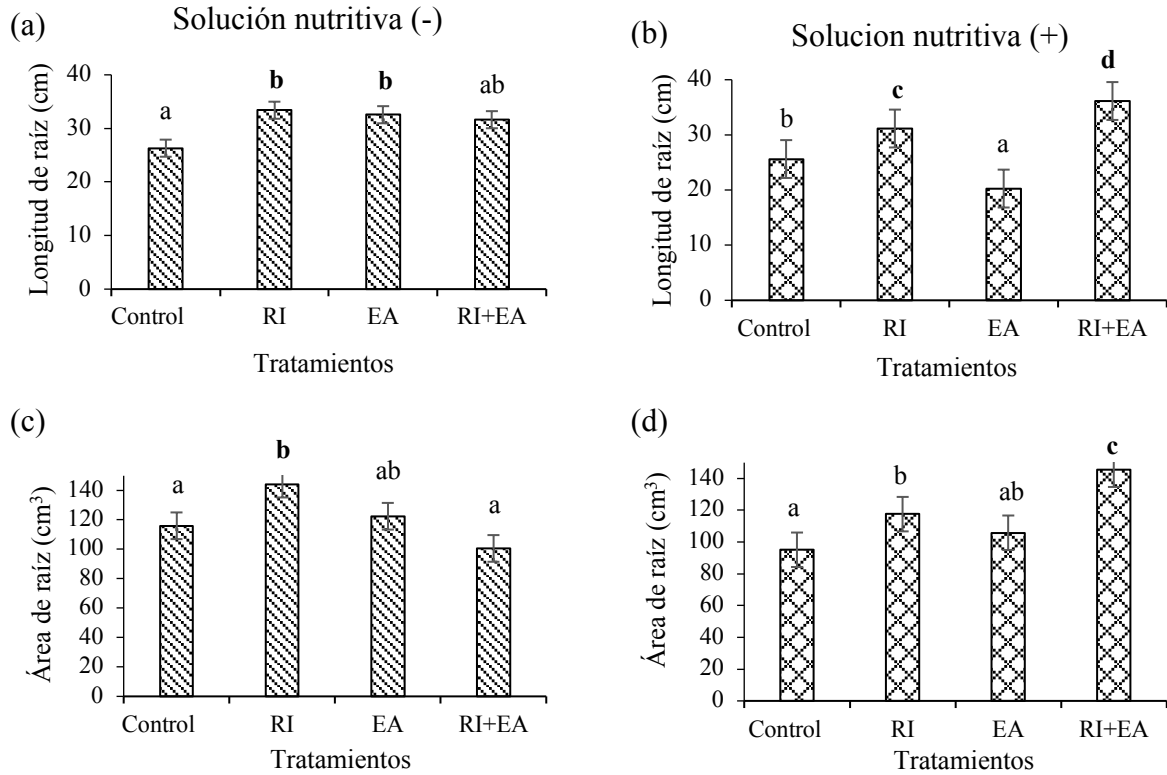 (a)
Solución nutritiva (-)
Longitud de raíz (cm)
40
30
20
10
0
a
b
b
ab
Control RI EA RI+EA
Tratamientos
(b)
Solucion nutritiva (+)
Longitud de raíz (cm)
40
30
20
10
0
b
c
a
d
Control RI EA RI+EA
Tratamientos
(c)
Área de raíz (cm³)
140
120
100
80
60
40
20
0
a
b
ab
a
Control RI EA RI+EA
Tratamientos
(d)
Área de raíz (cm³)
140
120
100
80
60
40
20
0
a
b
ab
c
Control RI EA RI+EA
Tratamientos